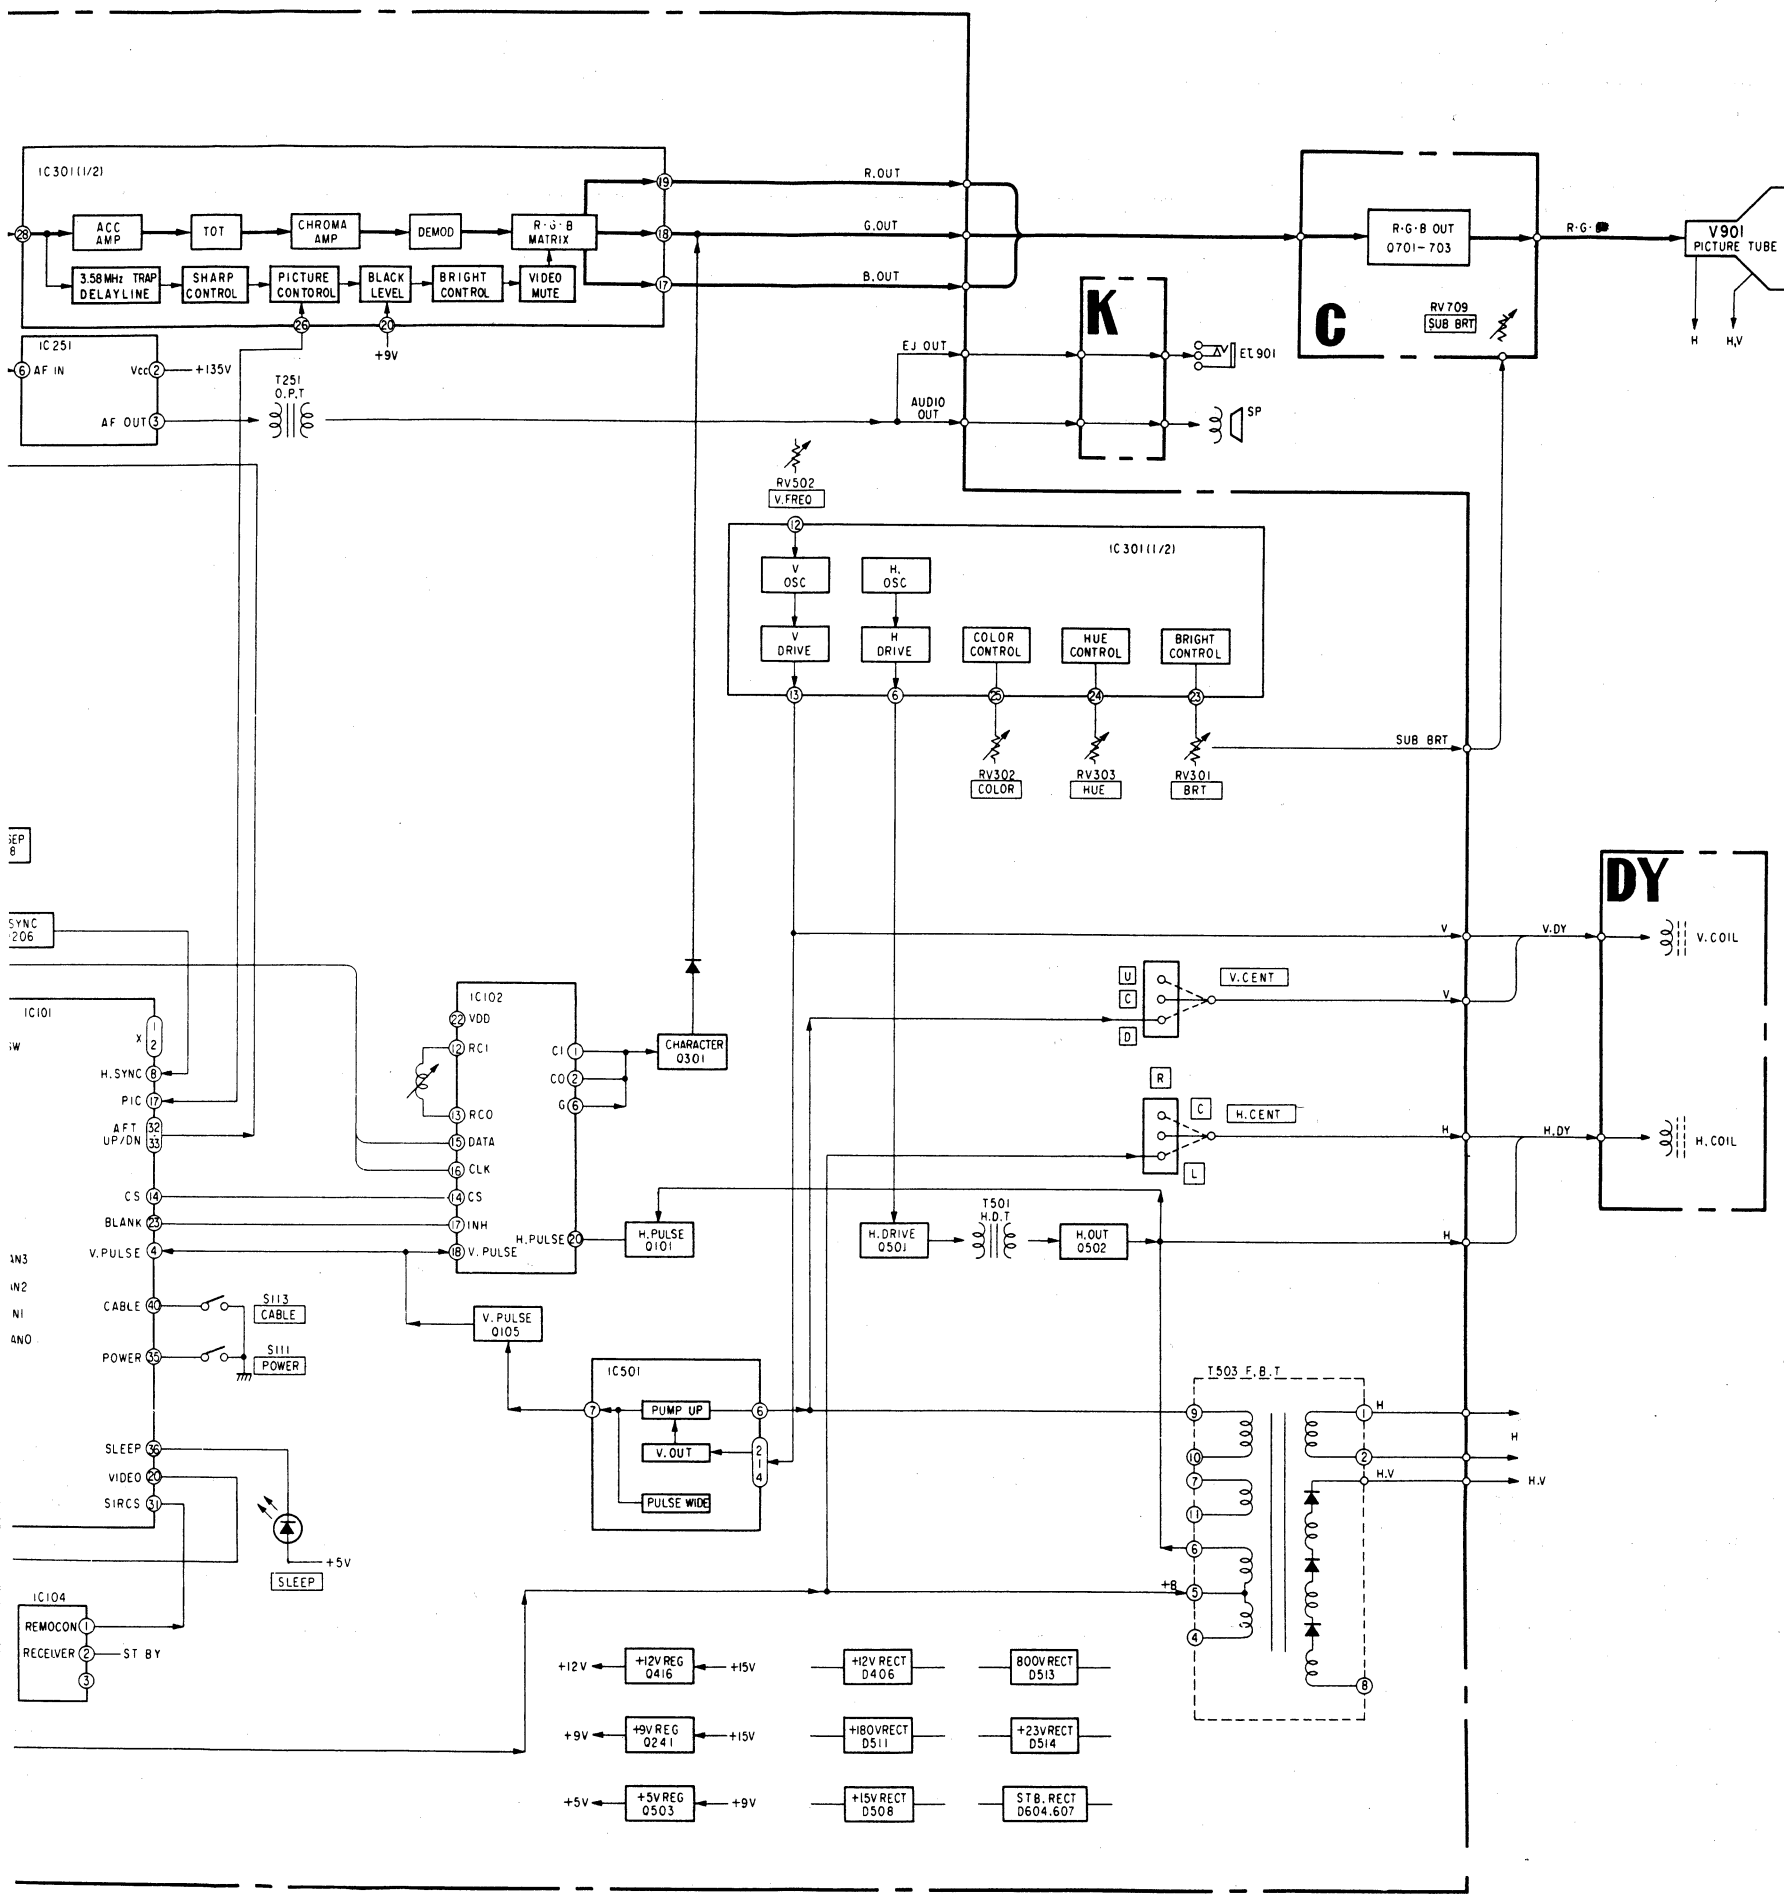 IC301(1/2)
28
ACC
AMP
TOT
CHROMA
AMP
DEMOD
R·G·B
MATRIX
3.58MHz TRAP
DELAYLINE
SHARP
CONTROL
PICTURE
CONTOROL
BLACK
LEVEL
BRIGHT
CONTROL
VIDEO
MUTE
19
18
17
26
20
+9V
R.OUT
G.OUT
B.OUT
R·G·B OUT
Q701-703
C
RV709
SUB BRT
R·G·
V901
PICTURE TUBE
H
H,V
IC251
6
AF IN
Vcc
2
+135V
AF OUT
3
T251
O.P.T
EJ OUT
AUDIO
OUT
K
SP
RV502
V.FREQ
12
IC301(1/2)
V
OSC
H.
OSC
V
DRIVE
H
DRIVE
COLOR
CONTROL
HUE
CONTROL
BRIGHT
CONTROL
13
6
25
24
23
RV302
COLOR
RV303
HUE
RV301
BRT
SUB BRT
SEP
8
SYNC
206
DY
V.COIL
H.COIL
V
V.DY
U
C
D
V.CENT
V
R
C
L
H.CENT
H
H.DY
H
IC101
SW
X
1
2
H.SYNC
8
PIC
17
AFT
UP/DN
32
33
CS
14
BLANK
23
V.PULSE
4
AN3
IN2
N1
AN0
CABLE
40
POWER
35
S113
CABLE
S111
POWER
SLEEP
36
VIDEO
20
SIRCS
31
+5V
SLEEP
IC102
22
VDD
12
RCI
13
RCO
15
DATA
16
CLK
14
CS
17
INH
18
V.PULSE
CI
1
CO
2
G
6
H.PULSE
20
CHARACTER
Q301
H.PULSE
Q101
H.DRIVE
Q501
T501
H.D.T
H.OUT
Q502
V.PULSE
Q105
IC501
7
PUMP UP
6
V.OUT
2
1
4
PULSE WIDE
T503 F.B.T
9
10
7
11
6
+B
5
4
1
2
8
H
H
H.V
H.V
IC104
REMOCON
1
RECEIVER
2
ST BY
3
+12V
+12V REG
Q416
+15V
+12V RECT
D406
800V RECT
D513
+9V
+9V REG
Q241
+15V
+180VRECT
D511
+23VRECT
D514
+5V
+5V REG
Q503
+9V
+15V RECT
D508
STB.RECT
D604.607